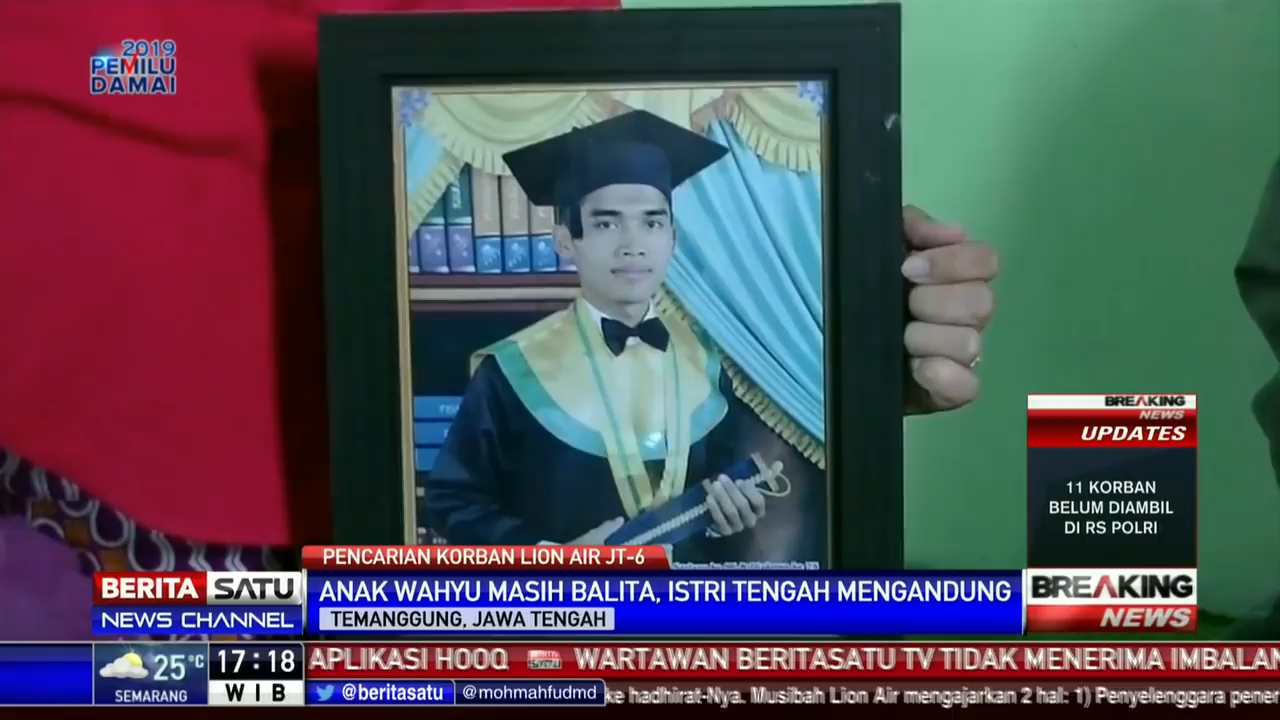 2019
PEMILU
DAMAI
BREAKING
NEWS
UPDATES
11 KORBAN
BELUM DIAMBIL
DI RS POLRI
PENCARIAN KORBAN LION AIR JT-6
BERITA SATU
NEWS CHANNEL
ANAK WAHYU MASIH BALITA, ISTRI TENGAH MENGANDUNG
TEMANGGUNG, JAWA TENGAH
BREAKING
NEWS
25°C
SEMARANG
17:18
WIB
APLIKASI HOOQ WARTAWAN BERITASATU TV TIDAK MENERIMA IMBALAN
@beritasatu @mohmahfudmd ke hadhirat-Nya. Musibah Lion Air mengajarkan 2 hal: 1) Penyelenggara pener